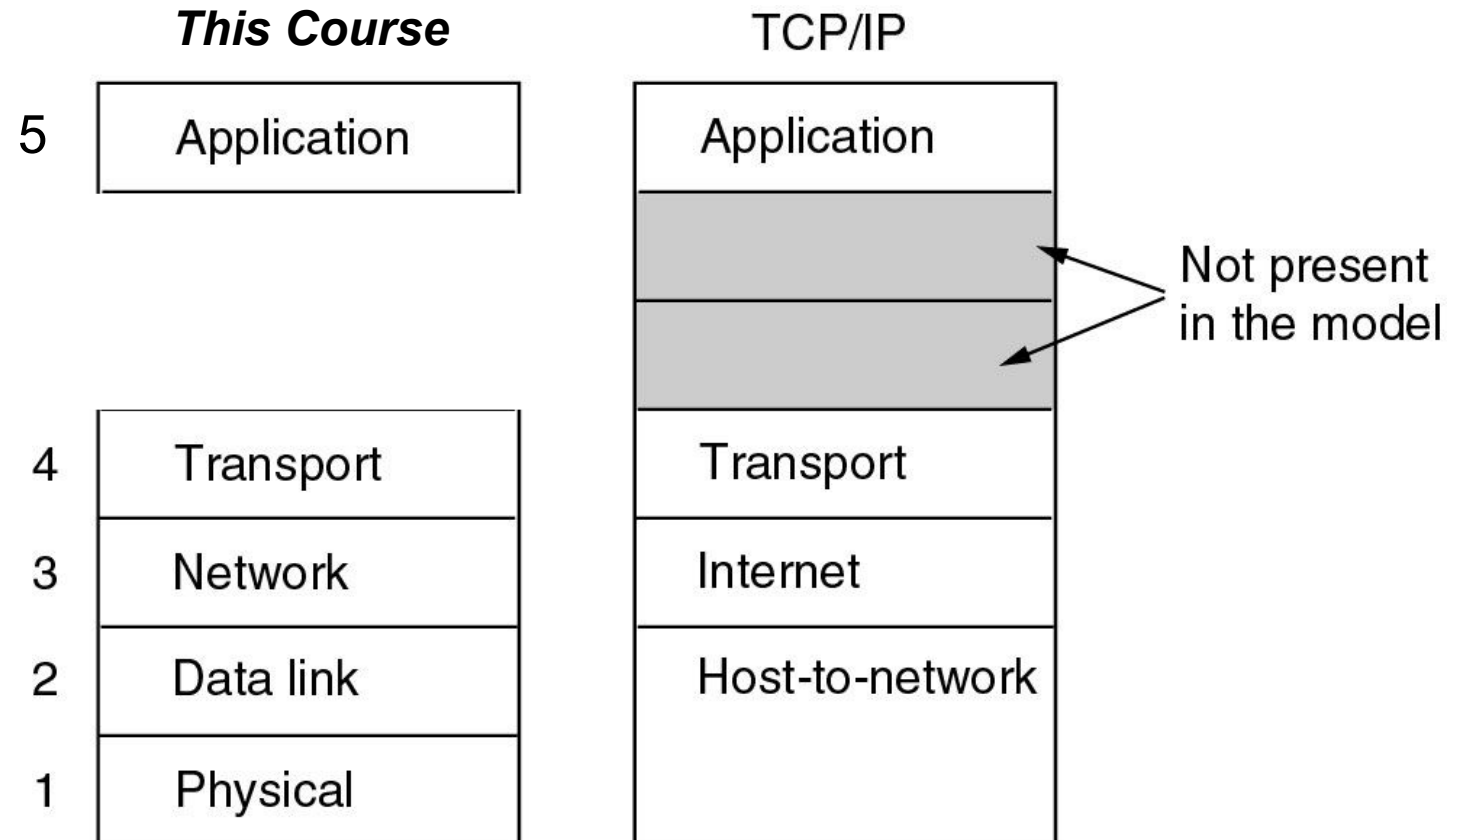 This Course
TCP/IP
5
Application
Application
Not present
in the model
4
Transport
Transport
3
Network
Internet
2
Data link
Host-to-network
1
Physical